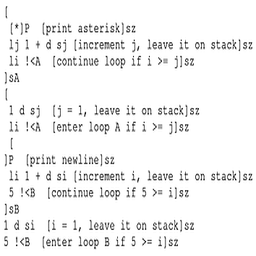 [
[*]P [print asterisk]sz
lj 1 + d sj [increment j, leave it on stack]sz
li !<A [continue loop if i >= j]sz
]sA
[
1 d sj [j = 1, leave it on stack]sz
li !<A [enter loop A if i >= j]sz
[
]P [print newline]sz
li 1 + d si [increment i, leave it on stack]sz
5 !<B [continue loop if 5 >= i]sz
]sB
1 d si [i = 1, leave it on stack]sz
5 !<B [enter loop B if 5 >= i]sz